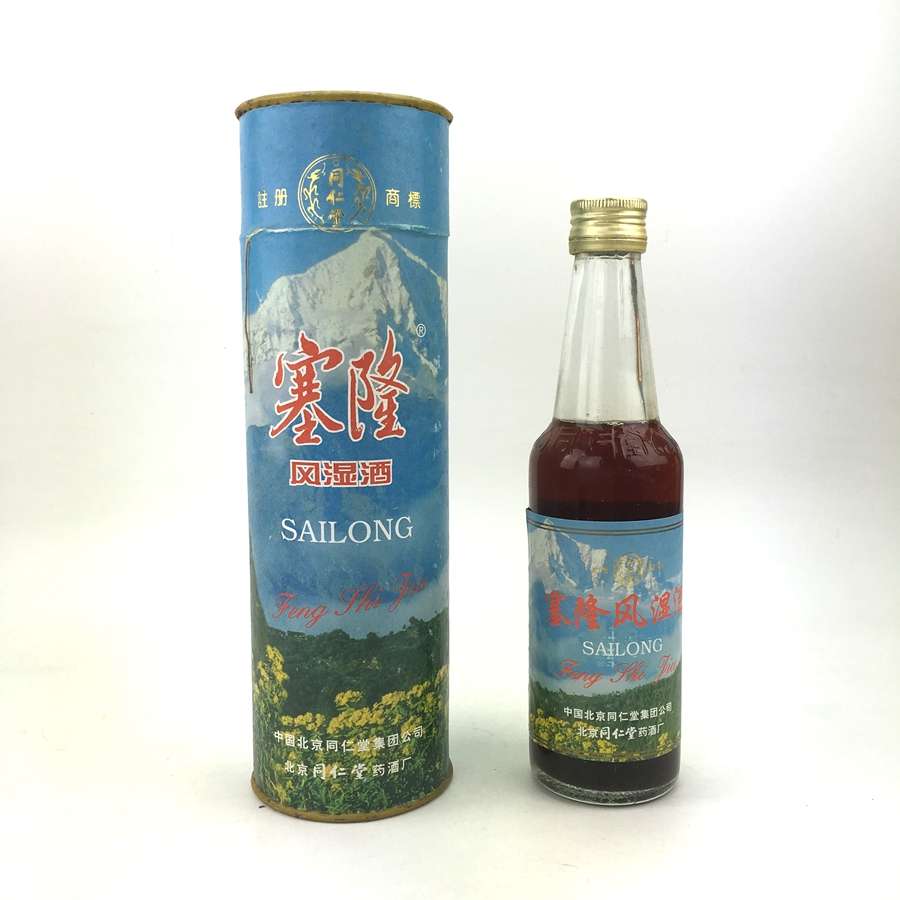 註册 同仁堂 商標
塞隆®
风湿酒
SAILONG
Feng Shi Jiu
中国北京同仁堂集团公司
北京同仁堂药酒厂
塞隆风湿酒
SAILONG
Feng Shi Jiu
中国北京同仁堂集团公司
北京同仁堂药酒厂